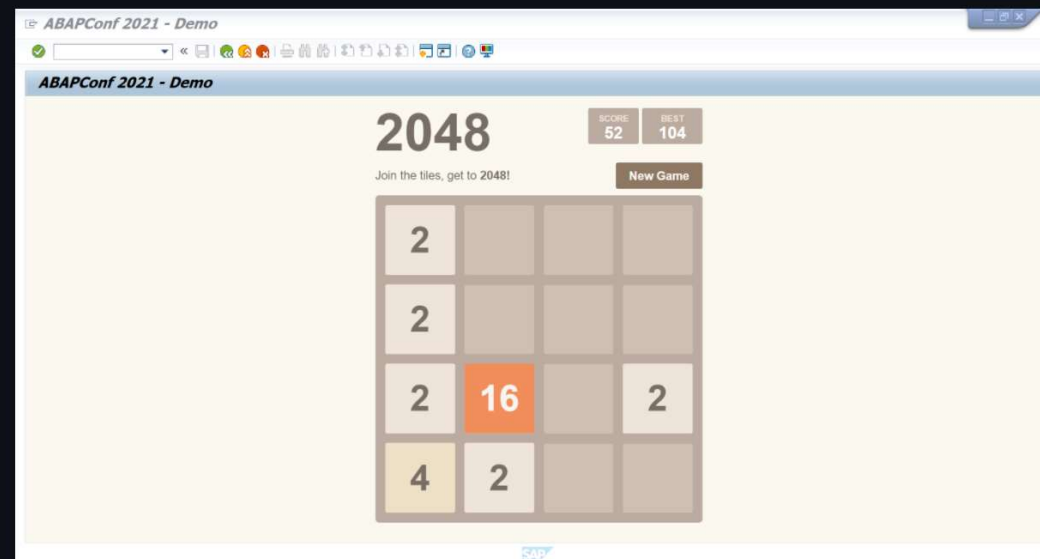 ABAPConf 2021 - Demo
ABAPConf 2021 - Demo
2048
SCORE
52
BEST
104
Join the tiles, get to 2048!
New Game
2
2
2 16 2
4 2
SAP